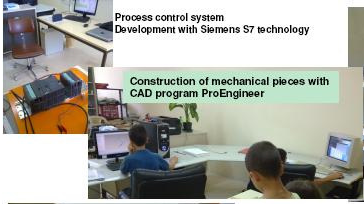 Process control system
Development with Siemens S7 technology
Construction of mechanical pieces with
CAD program ProEngineer